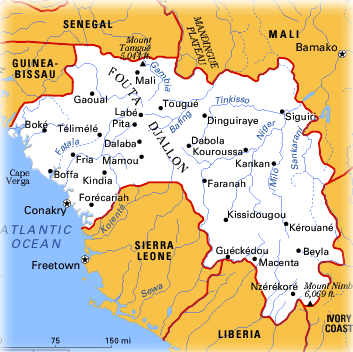 SENEGAL
MALI
Bamako
GUINEA-
BISSAU
Mount
Tamgué
5,041 ft.
MANDINGUE
PLATEAU
Gambia
Mali
FOUTA
DJALLON
Gaoual
Tougué
Tinkisso
Siguiri
Labé
Pita
Bafing
Dinguiraye
Boké
Télimélé
Niger
Sankarani
Dalaba
Dabola
Kouroussa
Fatala
Fria
Mamou
Kankan
Milo
Cape
Verga
Boffa
Kindia
Faranah
Conakry
Forécariah
Kolenté
Kissidougou
Kérouané
ATLANTIC
OCEAN
SIERRA
LEONE
Guéckédou
Beyla
Freetown
Macenta
Mount Nimb
6,069 ft.
Sewa
Nzérékoré
IVORY
COAST
LIBERIA
75
150 mi